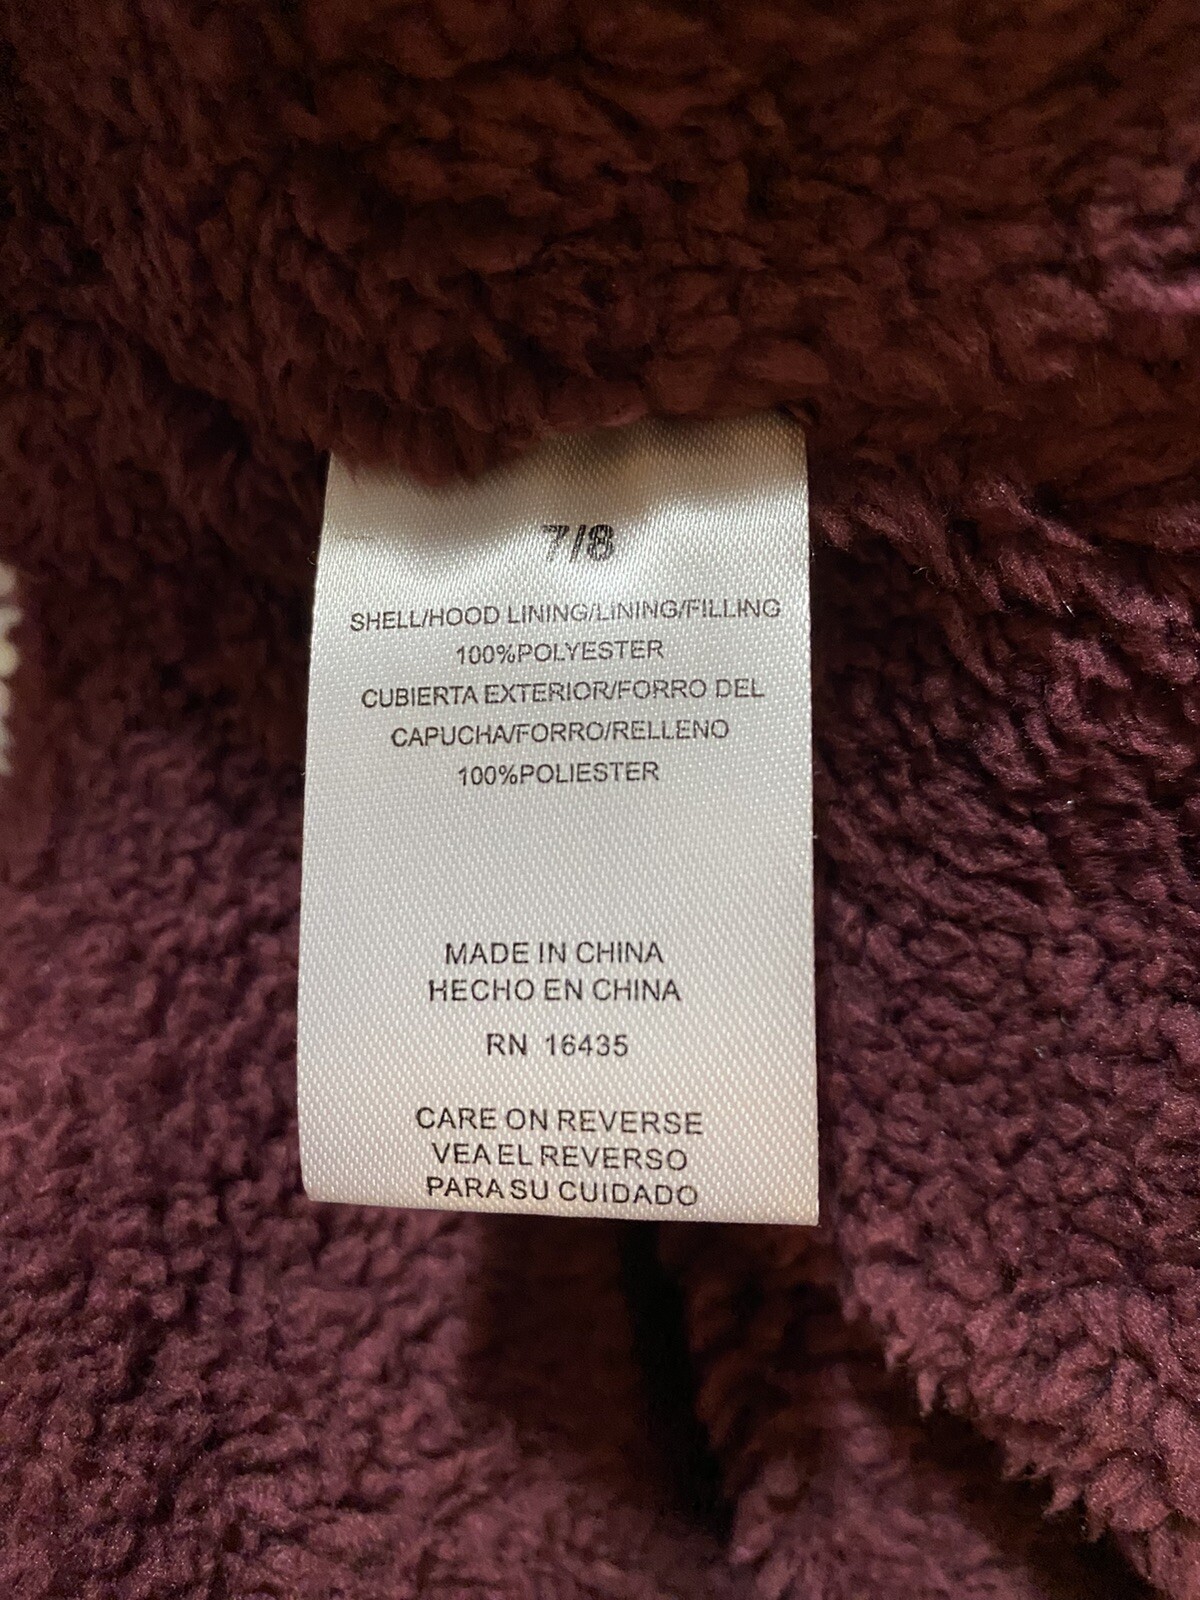 7/8
SHELL/HOOD LINING/LINING/FILLING
100%POLYESTER
CUBIERTA EXTERIOR/FORRO DEL
CAPUCHA/FORRO/RELLENO
100%POLIESTER
MADE IN CHINA
HECHO EN CHINA
RN 16435
CARE ON REVERSE
VEA EL REVERSO
PARA SU CUIDADO